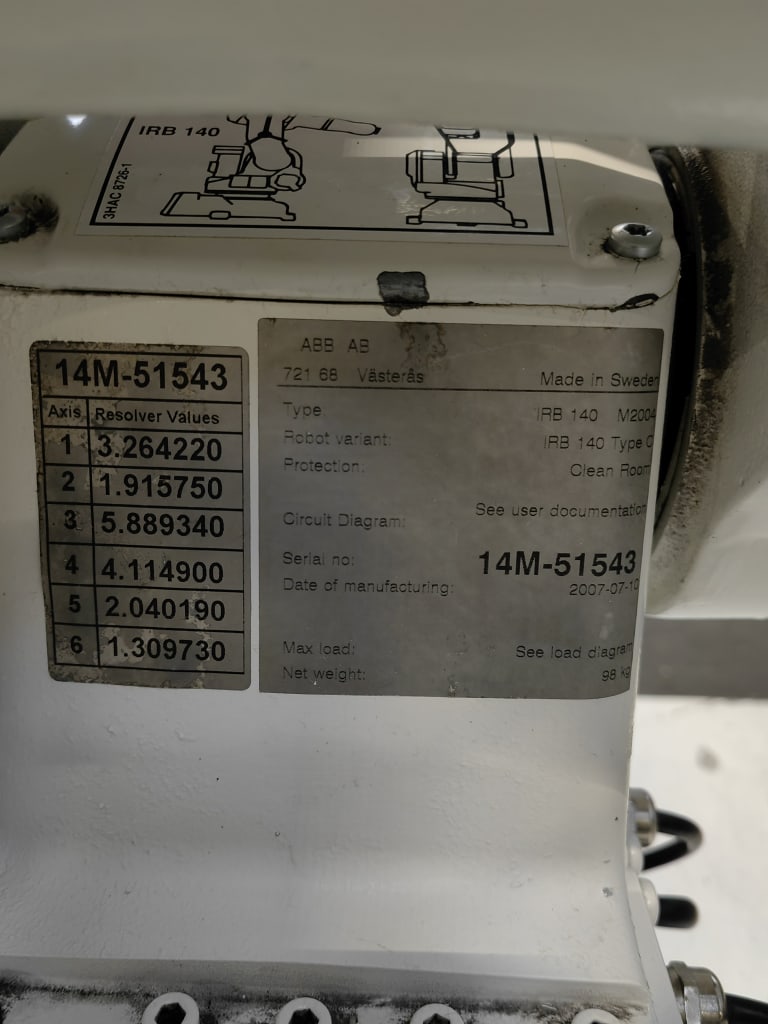 IRB 140
3HAC 8726-1
14M-51543
Axis Resolver Values
1 3.264220
2 1.915750
3 5.889340
4 4.114900
5 2.040190
6 1.309730
ABB AB
721 68 Västerås Made in Sweden
Type: IRB 140 M2004
Robot variant: IRB 140 Type C
Protection: Clean Room
Circuit Diagram: See user documentation
Serial no: 14M-51543
Date of manufacturing: 2007-07-10
Max load: See load diagram
Net weight: 98 kg